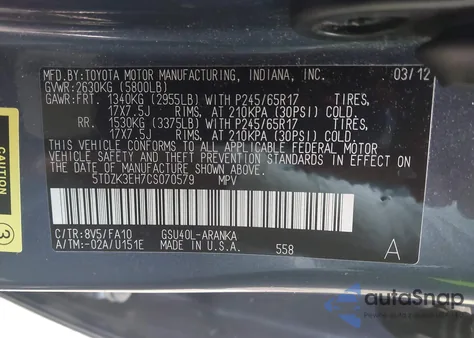 MFD.BY:TOYOTA MOTOR MANUFACTURING, INDIANA, INC. 03/12
GVWR:2630KG (5800LB)
GAWR:FRT. 1340KG (2955LB) WITH P245/65R17 TIRES,
17X7.5J RIMS, AT 210KPA (30PSI) COLD.
RR. 1530KG (3375LB) WITH P245/65R17 TIRES,
17X7.5J RIMS, AT 210KPA (30PSI) COLD.
THIS VEHICLE CONFORMS TO ALL APPLICABLE FEDERAL MOTOR
VEHICLE SAFETY AND THEFT PREVENTION STANDARDS IN EFFECT ON
THE DATE OF MANUFACTURE SHOWN ABOVE.
5TDZK3EH7CS070579 MPV
C/TR:8V5/FA10 GSU40L-ARANKA
A/TM:-02A/U151E MADE IN U.S.A. 558 A
3
autoSnap